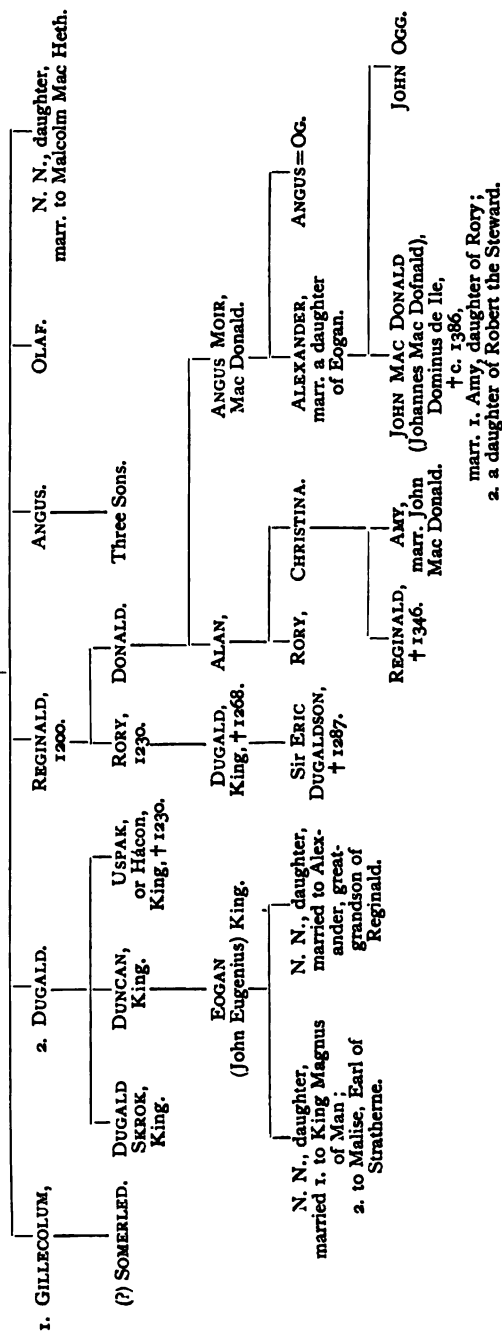 1. GILLECOLUM,
2. DUGALD.
REGINALD,
1200.
ANGUS.
OLAF.
N. N., daughter,
marr. to Malcolm Mac Heth.
(?) SOMERLED.
DUGALD
SKROK,
King.
DUNCAN,
King.
USPAK,
or Hácon,
King, † 1230.
RORY,
1230.
DONALD.
Three Sons.
EOGAN
(John Eugenius) King.
DUGALD,
King, † 1268.
ALAN,
ANGUS MOIR,
Mac Donald.
N. N., daughter,
married 1. to King Magnus
of Man;
2. to Malise, Earl of
Stratherne.
N. N., daughter,
married to Alex-
ander, great-
grandson of
Reginald.
Sir ERIC
DUGALDSON,
† 1287.
RORY,
CHRISTINA.
ALEXANDER,
marr. a daughter
of Eogan.
ANGUS=OG.
REGINALD,
† 1346.
AMY,
marr. John
Mac Donald.
JOHN MAC DONALD
(Johannes Mac Dofnald),
Dominus de Ile,
† c. 1386,
marr. 1. Amy, daughter of Rory;
2. a daughter of Robert the Steward.
JOHN OGG.